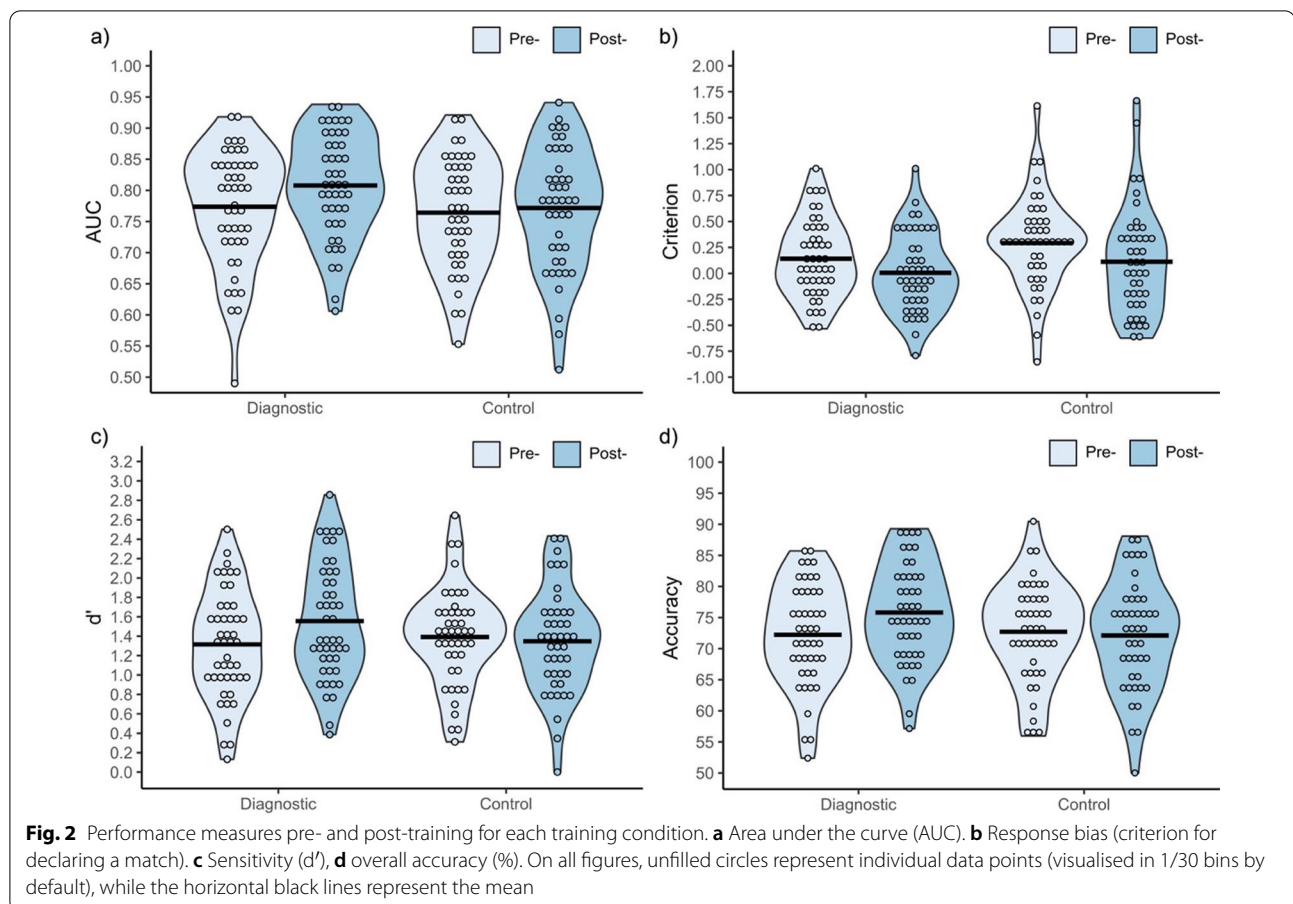 a)
Pre- Post-
1.00
0.95
0.90
0.85
0.80
0.75
0.70
0.65
0.60
0.55
0.50
AUC
Diagnostic Control
b)
Pre- Post-
2.00
1.75
1.50
1.25
1.00
0.75
0.50
0.25
0.00
-0.25
-0.50
-0.75
-1.00
Criterion
Diagnostic Control
c)
Pre- Post-
3.2
3.0
2.8
2.6
2.4
2.2
2.0
1.8
1.6
1.4
1.2
1.0
0.8
0.6
0.4
0.2
0.0
d'
Diagnostic Control
d)
Pre- Post-
100
95
90
85
80
75
70
65
60
55
50
Accuracy
Diagnostic Control
Fig. 2 Performance measures pre- and post-training for each training condition. a Area under the curve (AUC). b Response bias (criterion for
declaring a match). c Sensitivity (d′), d overall accuracy (%). On all figures, unfilled circles represent individual data points (visualised in 1/30 bins by
default), while the horizontal black lines represent the mean